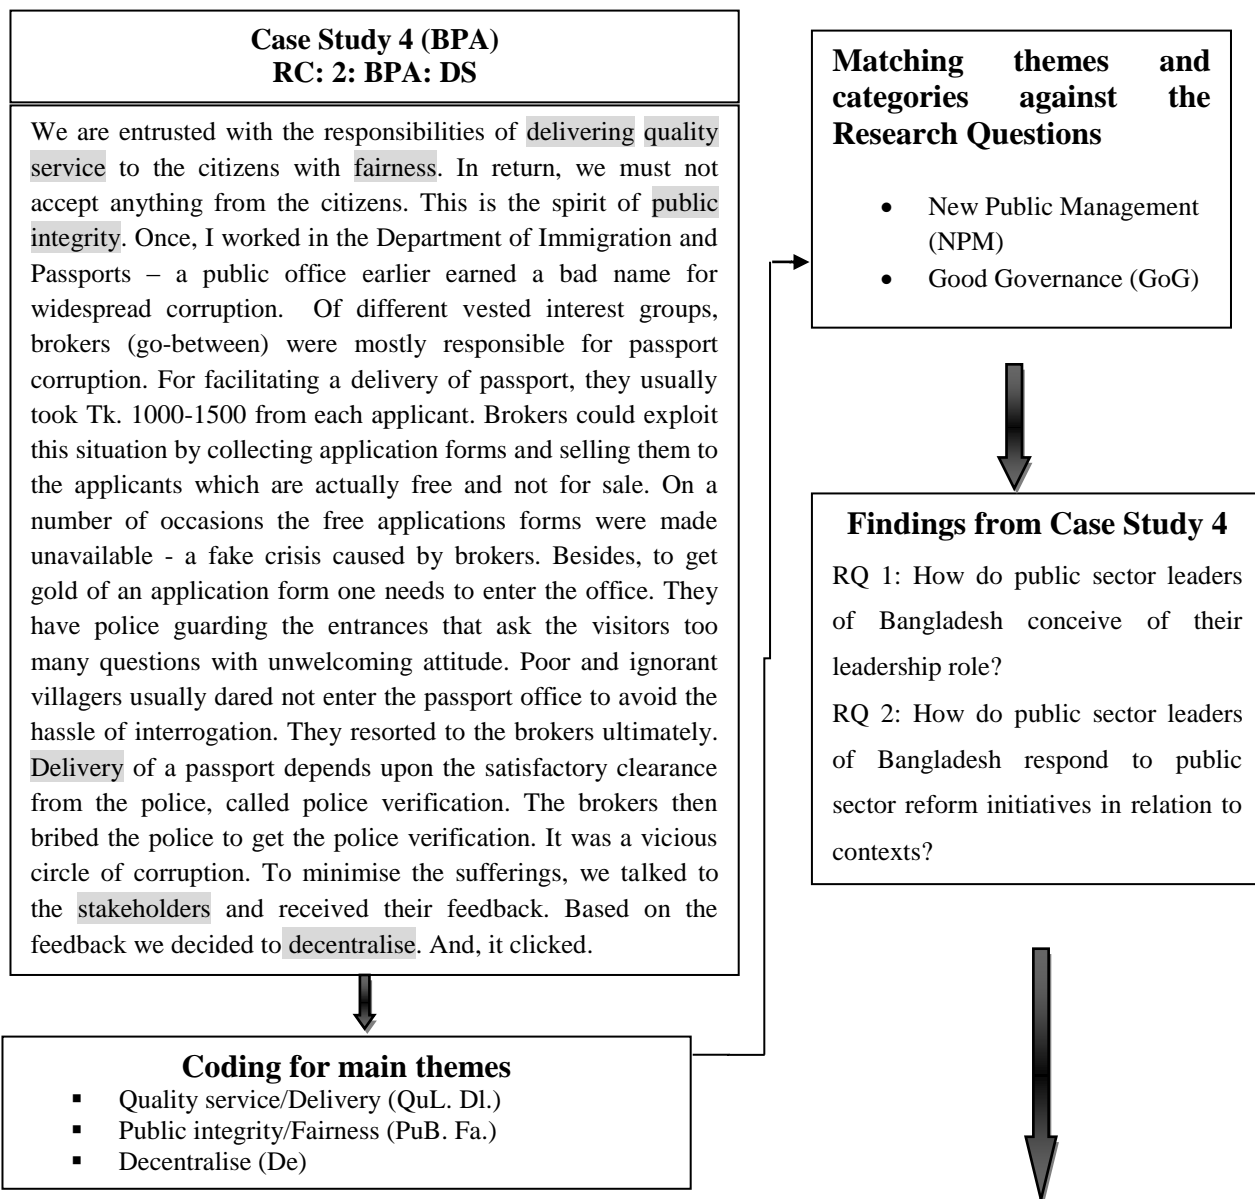 Case Study 4 (BPA)
RC: 2: BPA: DS
We are entrusted with the responsibilities of delivering quality
service to the citizens with fairness. In return, we must not
accept anything from the citizens. This is the spirit of public
integrity. Once, I worked in the Department of Immigration and
Passports – a public office earlier earned a bad name for
widespread corruption. Of different vested interest groups,
brokers (go-between) were mostly responsible for passport
corruption. For facilitating a delivery of passport, they usually
took Tk. 1000-1500 from each applicant. Brokers could exploit
this situation by collecting application forms and selling them to
the applicants which are actually free and not for sale. On a
number of occasions the free applications forms were made
unavailable - a fake crisis caused by brokers. Besides, to get
gold of an application form one needs to enter the office. They
have police guarding the entrances that ask the visitors too
many questions with unwelcoming attitude. Poor and ignorant
villagers usually dared not enter the passport office to avoid the
hassle of interrogation. They resorted to the brokers ultimately.
Delivery of a passport depends upon the satisfactory clearance
from the police, called police verification. The brokers then
bribed the police to get the police verification. It was a vicious
circle of corruption. To minimise the sufferings, we talked to
the stakeholders and received their feedback. Based on the
feedback we decided to decentralise. And, it clicked.
Coding for main themes
▪ Quality service/Delivery (QuL. Dl.)
▪ Public integrity/Fairness (PuB. Fa.)
▪ Decentralise (De)
Matching themes and
categories against the
Research Questions
• New Public Management
(NPM)
• Good Governance (GoG)
Findings from Case Study 4
RQ 1: How do public sector leaders
of Bangladesh conceive of their
leadership role?
RQ 2: How do public sector leaders
of Bangladesh respond to public
sector reform initiatives in relation to
contexts?